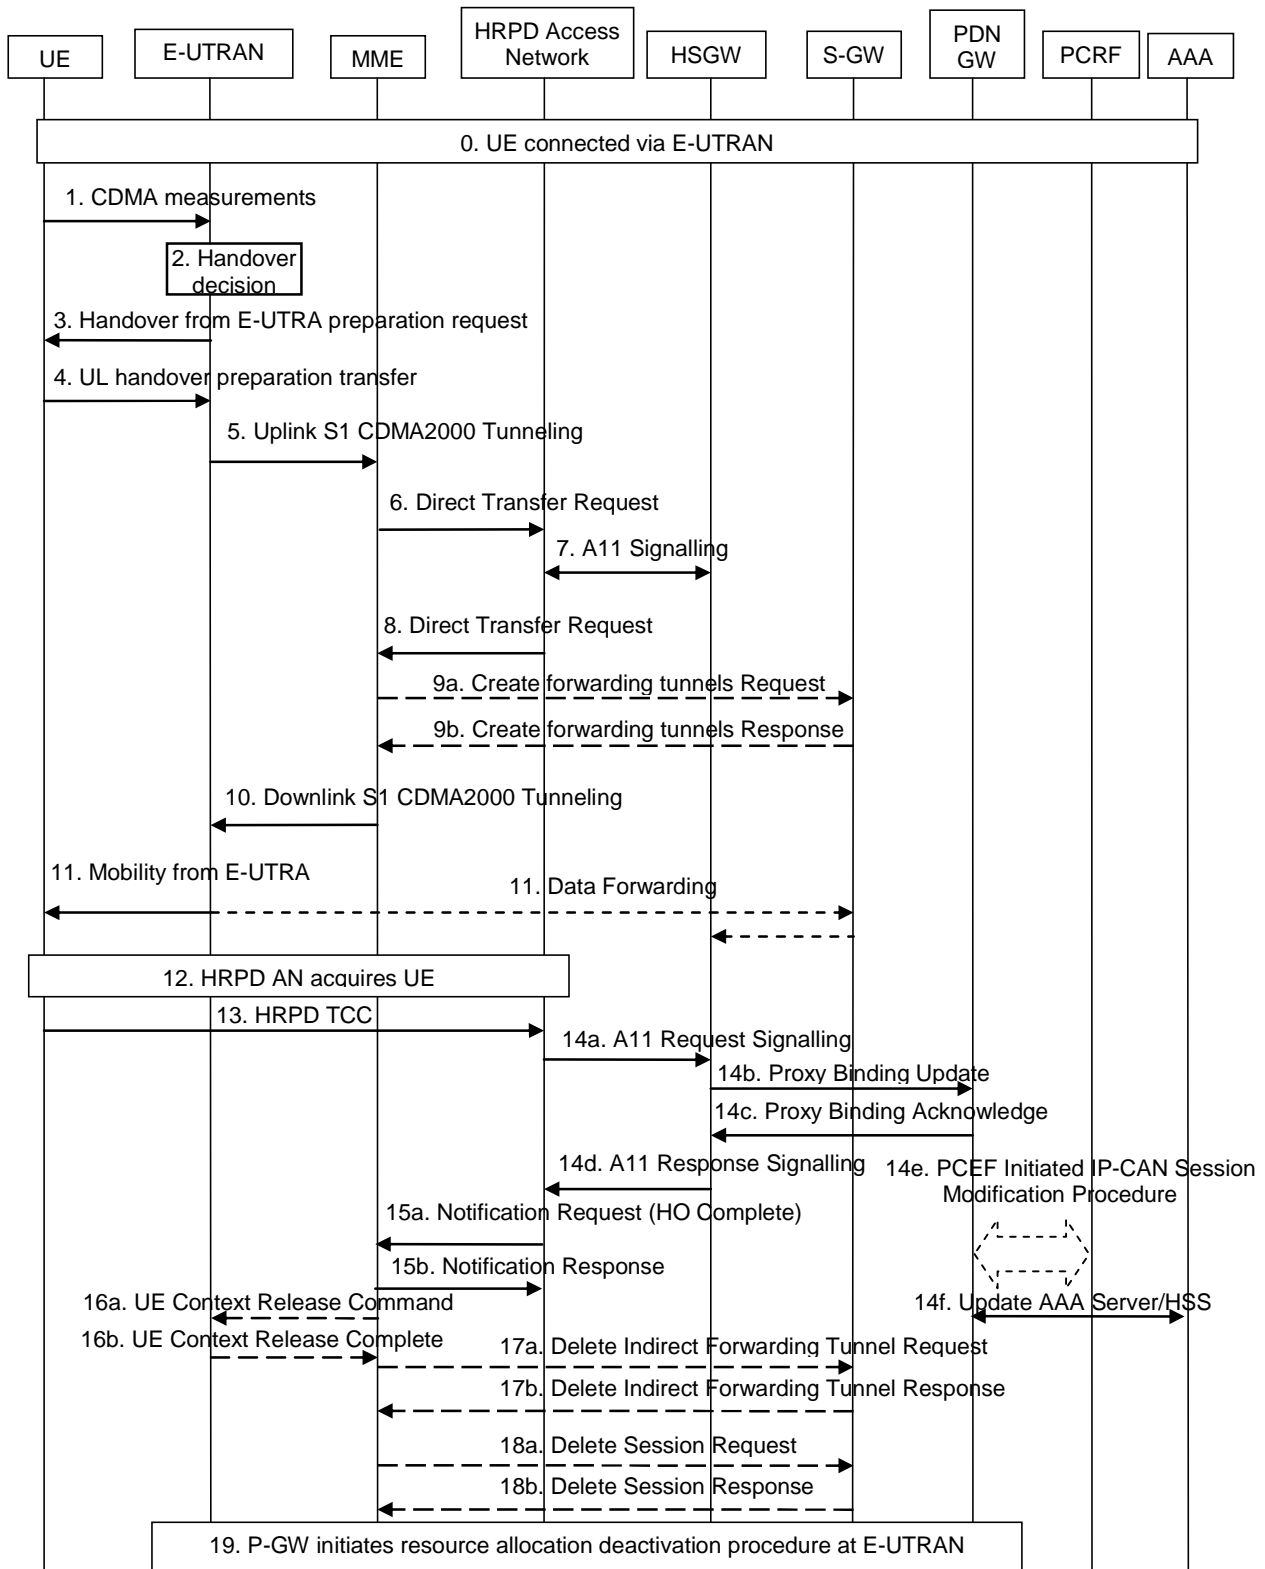 UE
E-UTRAN
MME
HRPD Access
Network
HSGW
S-GW
PDN
GW
PCRF
AAA
0. UE connected via E-UTRAN
1. CDMA measurements
2. Handover
decision
3. Handover from E-UTRA preparation request
4. UL handover preparation transfer
5. Uplink S1 CDMA2000 Tunneling
6. Direct Transfer Request
7. A11 Signalling
8. Direct Transfer Request
9a. Create forwarding tunnels Request
9b. Create forwarding tunnels Response
10. Downlink S1 CDMA2000 Tunneling
11. Mobility from E-UTRA
11. Data Forwarding
12. HRPD AN acquires UE
13. HRPD TCC
14a. A11 Request Signalling
14b. Proxy Binding Update
14c. Proxy Binding Acknowledge
14d. A11 Response Signalling
14e. PCEF Initiated IP-CAN Session
Modification Procedure
15a. Notification Request (HO Complete)
15b. Notification Response
14f. Update AAA Server/HSS
16a. UE Context Release Command
16b. UE Context Release Complete
17a. Delete Indirect Forwarding Tunnel Request
17b. Delete Indirect Forwarding Tunnel Response
18a. Delete Session Request
18b. Delete Session Response
19. P-GW initiates resource allocation deactivation procedure at E-UTRAN